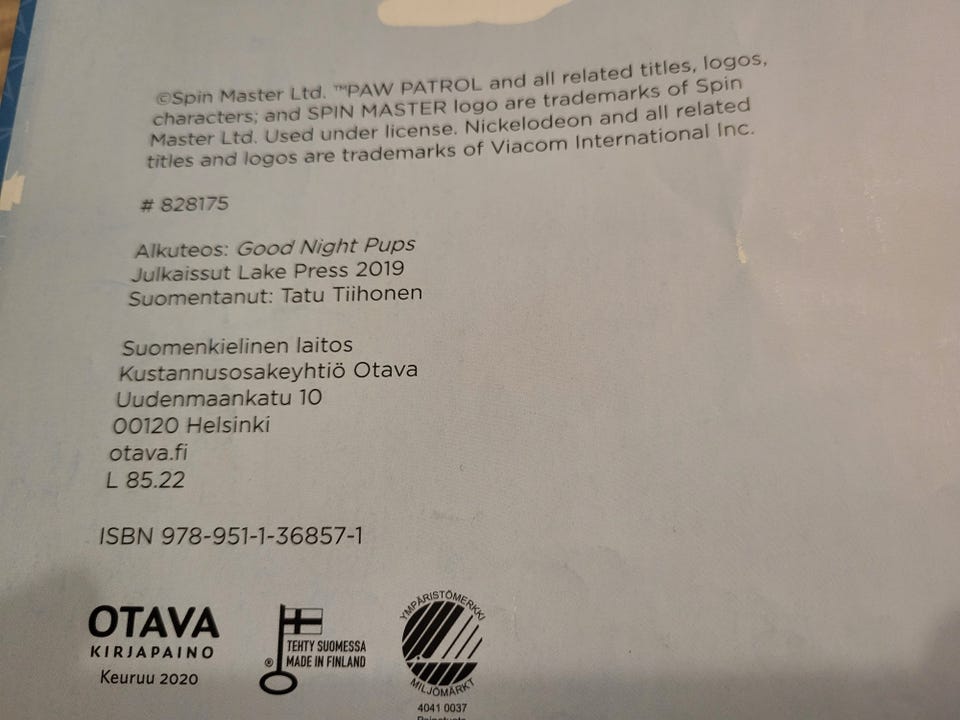 ©Spin Master Ltd. ™PAW PATROL and all related titles, logos,
characters; and SPIN MASTER logo are trademarks of Spin
Master Ltd. Used under license. Nickelodeon and all related
titles and logos are trademarks of Viacom International Inc.
# 828175
Alkuteos: Good Night Pups
Julkaissut Lake Press 2019
Suomentanut: Tatu Tiihonen
Suomenkielinen laitos
Kustannusosakeyhtiö Otava
Uudenmaankatu 10
00120 Helsinki
otava.fi
L 85.22
ISBN 978-951-1-36857-1
OTAVA
KIRJAPAINO
Keuruu 2020
®
TEHTY SUOMESSA
MADE IN FINLAND
YMPÄRISTÖMERKKI
MILJÖMÄRKT
4041 0037